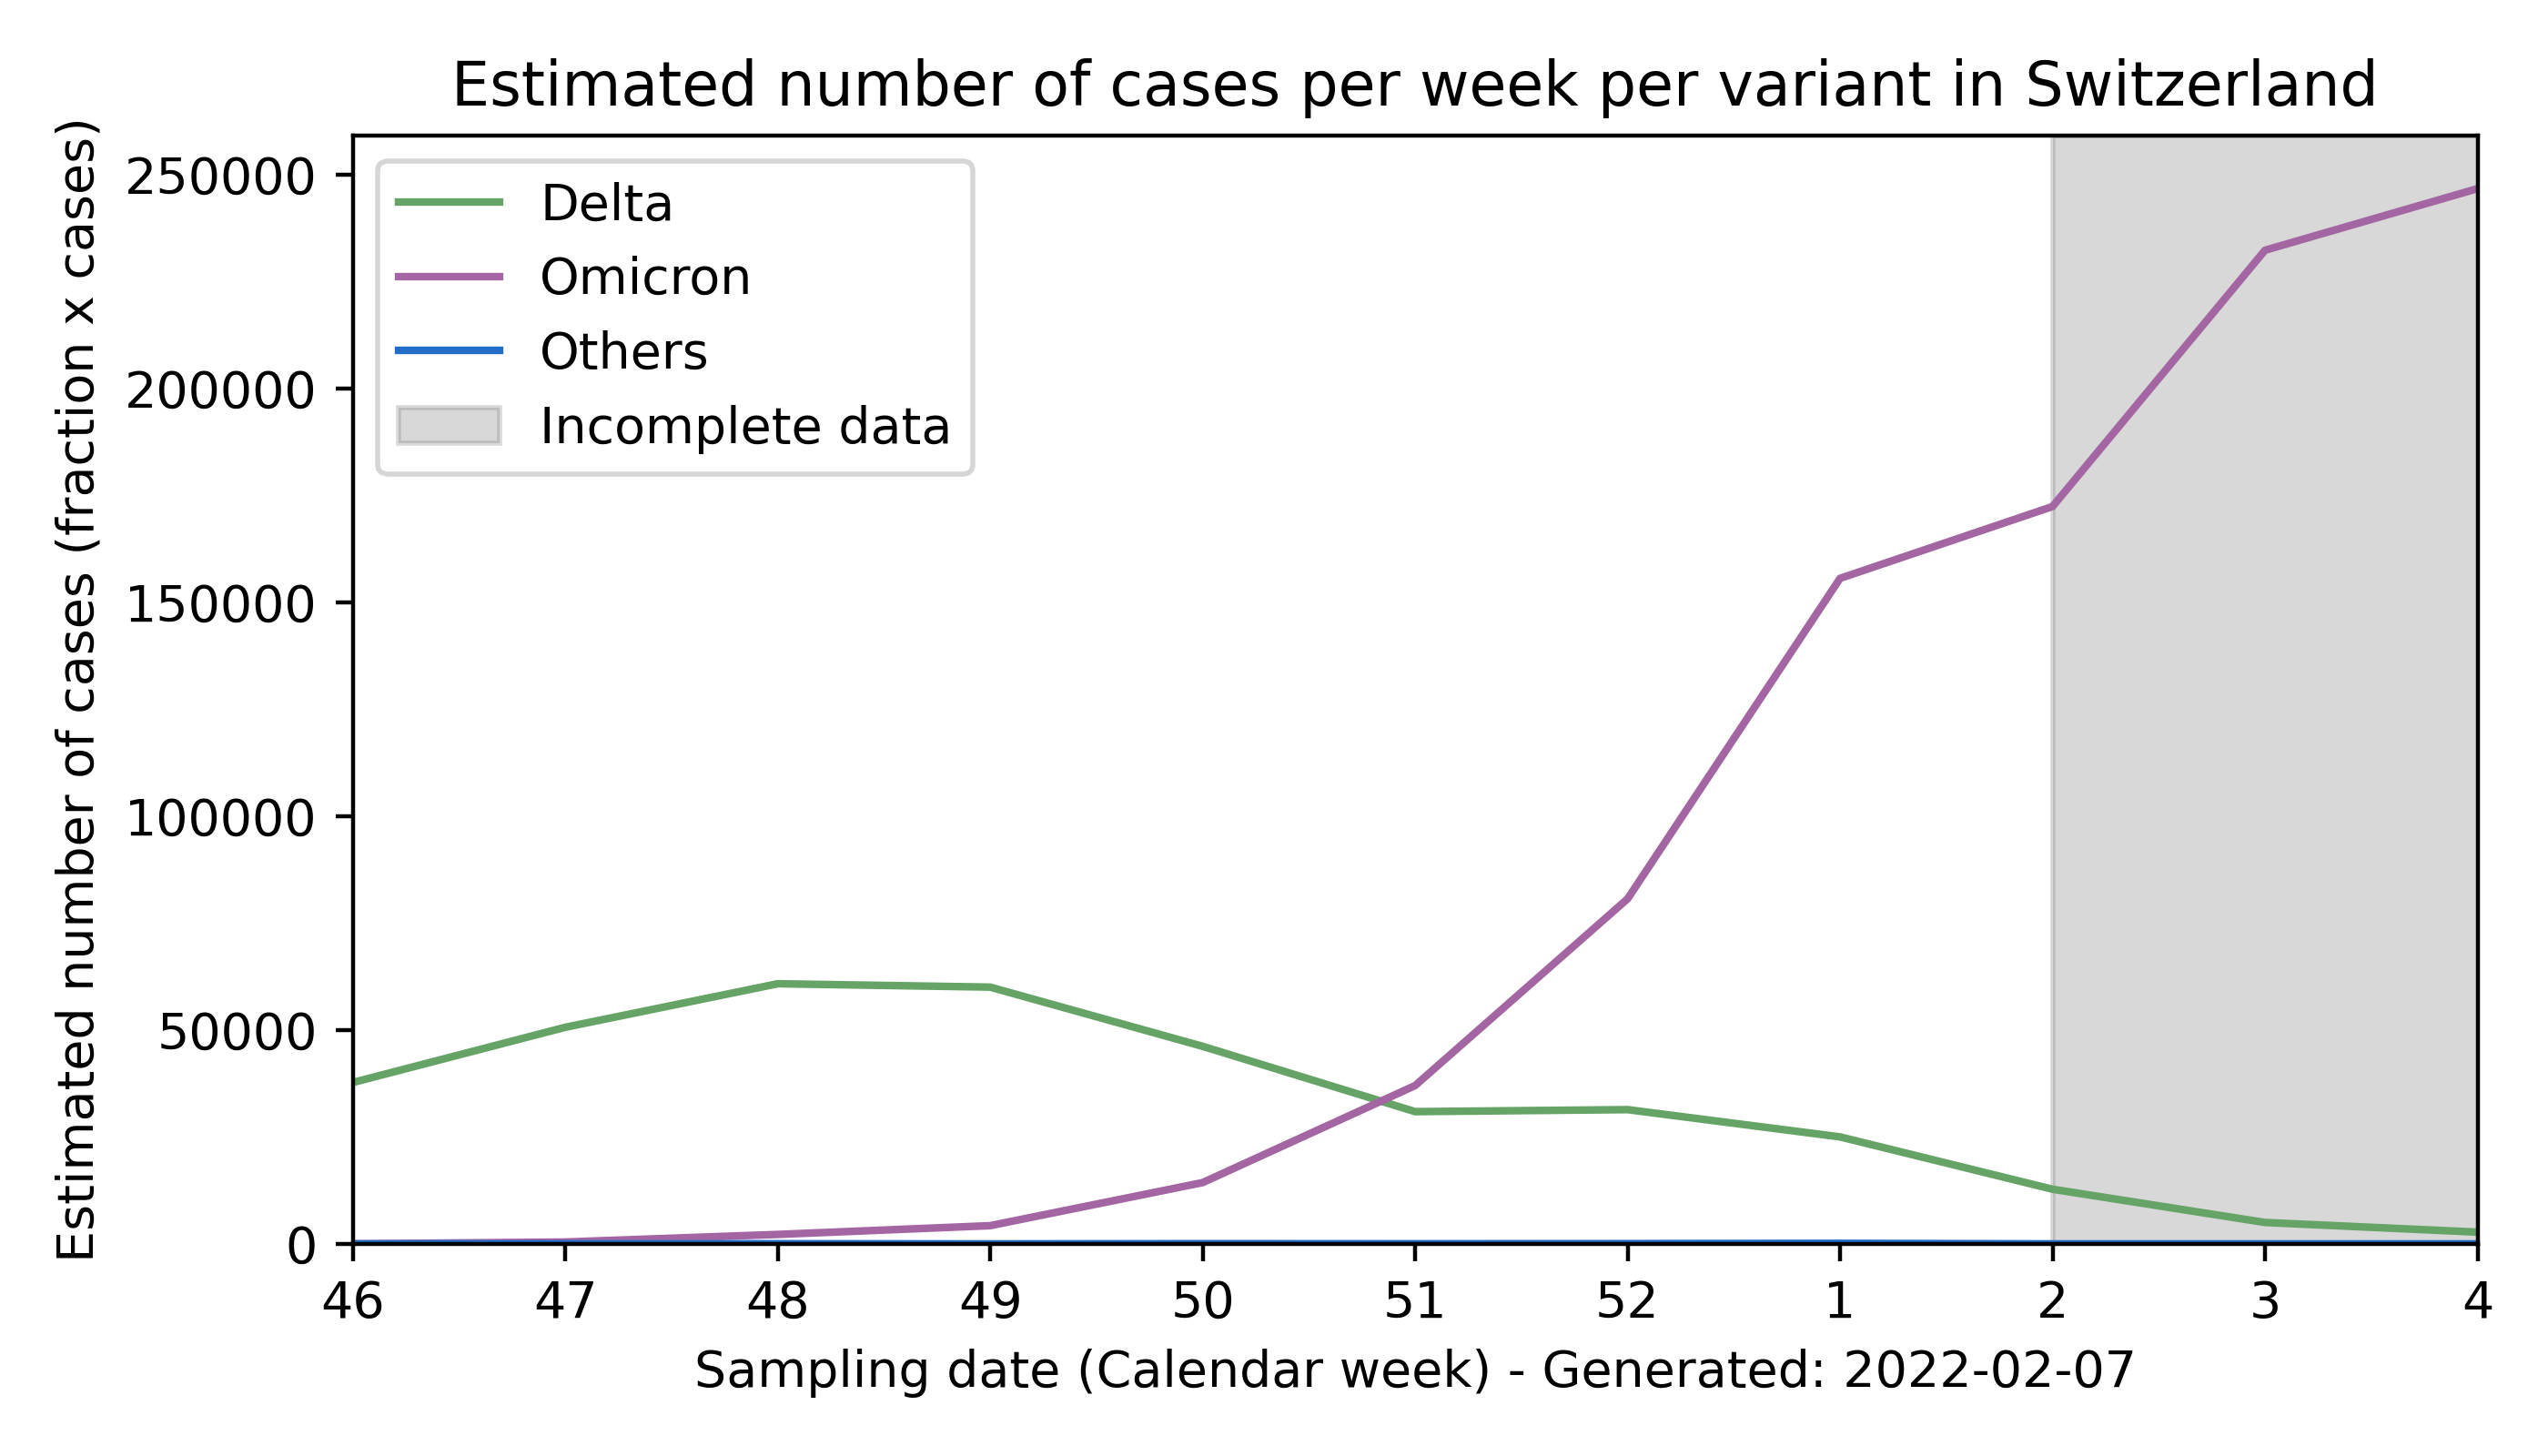 Estimated number of cases per week per variant in Switzerland
Estimated number of cases (fraction x cases)
250000
200000
150000
100000
50000
0
Delta
Omicron
Others
Incomplete data
46 47 48 49 50 51 52 1 2 3 4
Sampling date (Calendar week) - Generated: 2022-02-07